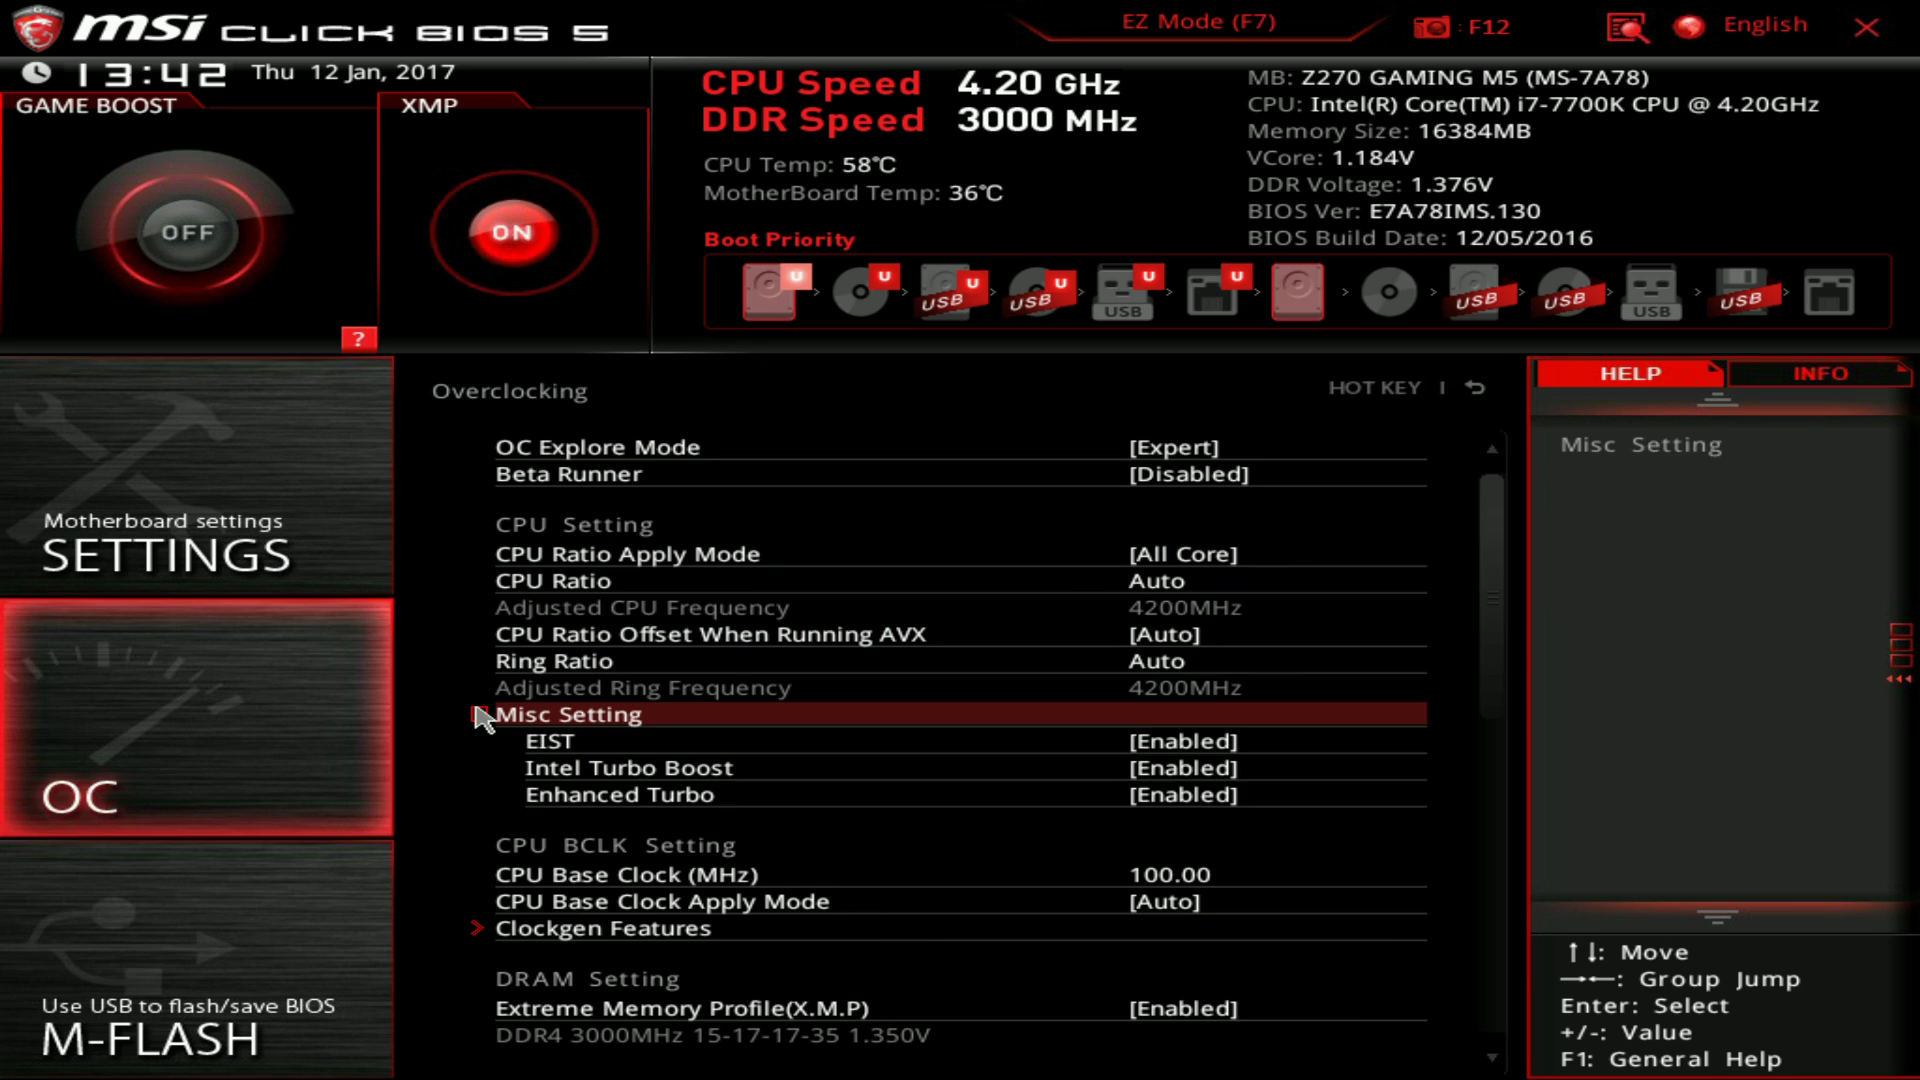 msi CLICK BIOS 5
EZ Mode (F7)
: F12
English
13:42 Thu 12 Jan, 2017
GAME BOOST
XMP
OFF
ON
?
CPU Speed 4.20 GHz
DDR Speed 3000 MHz
CPU Temp: 58℃
MotherBoard Temp: 36℃
MB: Z270 GAMING M5 (MS-7A78)
CPU: Intel(R) Core(TM) i7-7700K CPU @ 4.20GHz
Memory Size: 16384MB
VCore: 1.184V
DDR Voltage: 1.376V
BIOS Ver: E7A78IMS.130
BIOS Build Date: 12/05/2016
Boot Priority
U U USB U USB U USB U U USB USB USB USB
Motherboard settings
SETTINGS
OC
Use USB to flash/save BIOS
M-FLASH
Overclocking
HOT KEY |
OC Explore Mode [Expert]
Beta Runner [Disabled]
CPU Setting
CPU Ratio Apply Mode [All Core]
CPU Ratio Auto
Adjusted CPU Frequency 4200MHz
CPU Ratio Offset When Running AVX [Auto]
Ring Ratio Auto
Adjusted Ring Frequency 4200MHz
Misc Setting
EIST [Enabled]
Intel Turbo Boost [Enabled]
Enhanced Turbo [Enabled]
CPU BCLK Setting
CPU Base Clock (MHz) 100.00
CPU Base Clock Apply Mode [Auto]
> Clockgen Features
DRAM Setting
Extreme Memory Profile(X.M.P) [Enabled]
DDR4 3000MHz 15-17-17-35 1.350V
HELP
INFO
Misc Setting
↑↓: Move
→←: Group Jump
Enter: Select
+/-: Value
F1: General Help